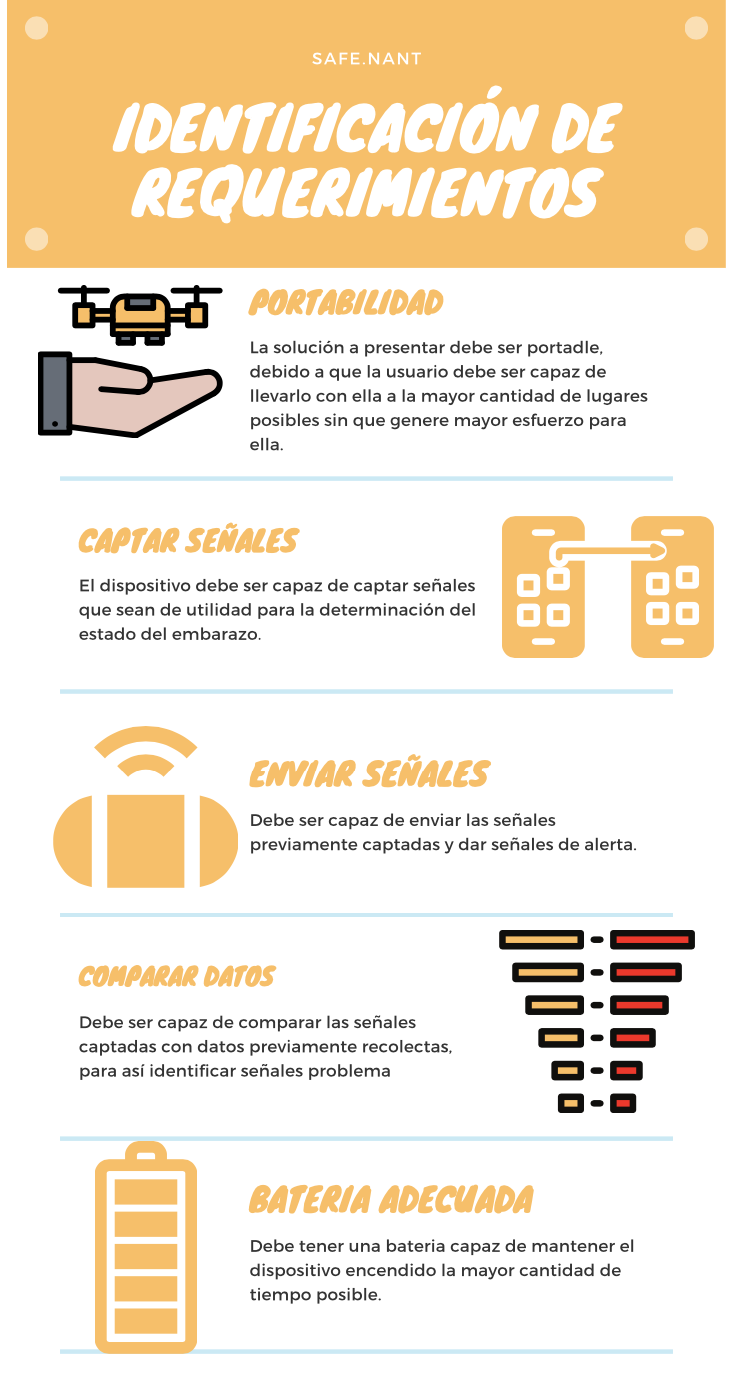 SAFE.NANT
IDENTIFICACIÓN DE
REQUERIMIENTOS
PORTABILIDAD
La solución a presentar debe ser portadle,
debido a que la usuario debe ser capaz de
llevarlo con ella a la mayor cantidad de lugares
posibles sin que genere mayor esfuerzo para
ella.
CAPTAR SEÑALES
El dispositivo debe ser capaz de captar señales
que sean de utilidad para la determinación del
estado del embarazo.
ENVIAR SEÑALES
Debe ser capaz de enviar las señales
previamente captadas y dar señales de alerta.
COMPARAR DATOS
Debe ser capaz de comparar las señales
captadas con datos previamente recolectas,
para así identificar señales problema
BATERIA ADECUADA
Debe tener una bateria capaz de mantener el
dispositivo encendido la mayor cantidad de
tiempo posible.